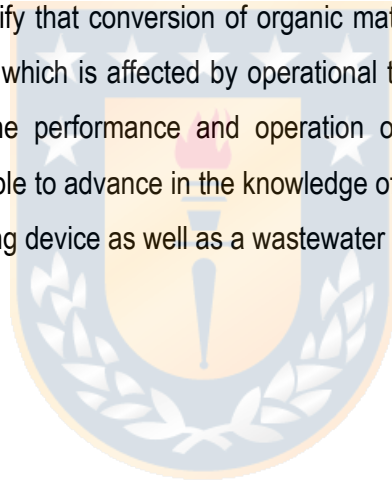 ify that conversion of organic mat
which is affected by operational t
ne performance and operation o
ble to advance in the knowledge of
ng device as well as a wastewater